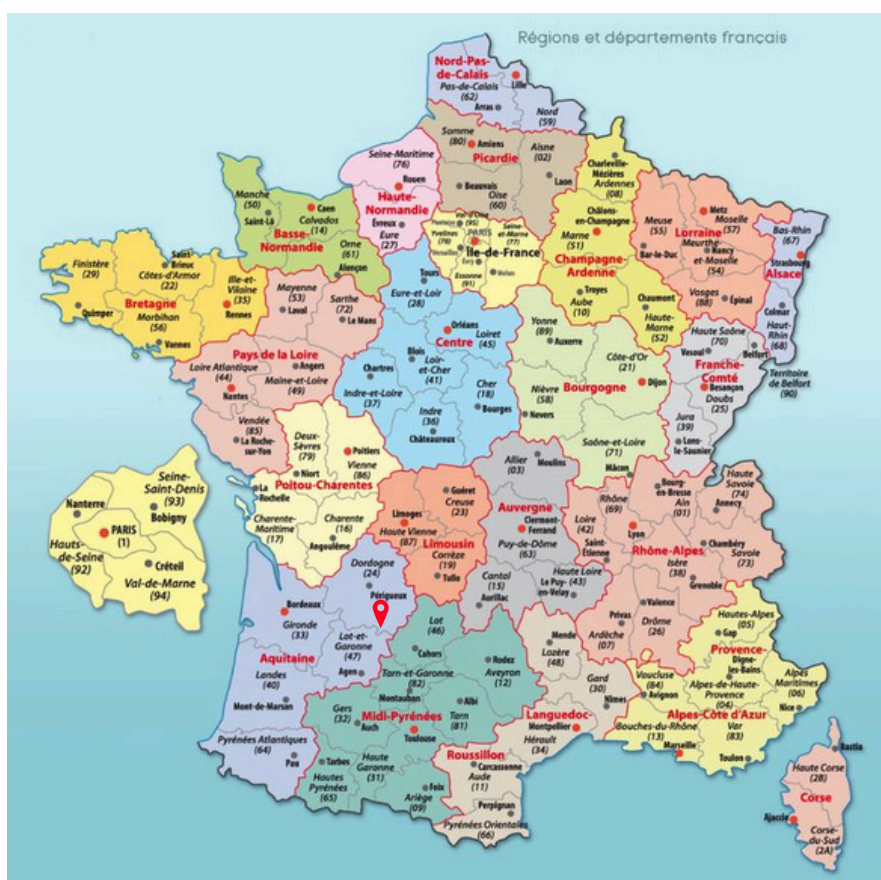 Régions et départements français
Nord-Pas-
de-Calais
Pas-de-Calais
(62)
Lille
Arras
Nord
(59)
Somme
(80)
Amiens
Picardie
Aisne
(02)
Beauvais
Oise
(60)
Laon
Seine-Maritime
(76)
Rouen
Haute-
Normandie
Évreux
Eure
(27)
Manche
(50)
Saint-Lô
Caen
Calvados
(14)
Basse-
Normandie
Orne
(61)
Alençon
Charleville-
Mézières
Ardennes
(08)
Châlons-
en-Champagne
Marne
(51)
Champagne-
Ardenne
Troyes
Aube
(10)
Chaumont
Haute-
Marne
(52)
Meuse
(55)
Bar-le-Duc
Metz
Moselle
(57)
Lorraine
Meurthe
Nancy
et-Moselle
(54)
Vosges
(88)
Épinal
Bas-Rhin
(67)
Strasbourg
Alsace
Colmar
Haut-
Rhin
(68)
Val-d'Oise
(95)
Pontoise
Yvelines
(78)
PARIS
Seine-
et-Marne
(77)
Versailles
Île-de-France
Évry
Melun
Essonne
(91)
Finistère
(29)
Quimper
Saint-
Brieuc
Côtes-d'Armor
(22)
Bretagne
Morbihan
(56)
Vannes
Ille-et-
Vilaine
(35)
Rennes
Mayenne
(53)
Laval
Sarthe
(72)
Le Mans
Pays de la Loire
Loire Atlantique
(44)
Nantes
Angers
Maine-et-Loire
(49)
Vendée
(85)
La Roche-
sur-Yon
Tours
Eure-et-Loir
(28)
Orléans
Loiret
(45)
Centre
Blois
Loir-
et-Cher
(41)
Chartres
Indre-et-Loire
(37)
Cher
(18)
Bourges
Indre
(36)
Châteauroux
Yonne
(89)
Auxerre
Côte-d'Or
(21)
Bourgogne
Dijon
Nièvre
(58)
Nevers
Saône-et-Loire
(71)
Mâcon
Haute Saône
(70)
Vesoul
Belfort
Franche-
Comté
Besançon
Doubs
(25)
Territoire
de Belfort
(90)
Jura
(39)
Lons-
le-Saunier
Deux-
Sèvres
(79)
Poitiers
Vienne
(86)
Niort
Poitou-Charentes
La
Rochelle
Charente-
Maritime
(17)
Charente
(16)
Angoulême
Seine-
Saint-Denis
(93)
Nanterre
Bobigny
PARIS
(1)
Hauts-
de-Seine
(92)
Créteil
Val-de-Marne
(94)
Guéret
Creuse
(23)
Limoges
Haute Vienne
(87)
Limousin
Corrèze
(19)
Tulle
Allier
(03)
Moulins
Auvergne
Clermont-
Ferrand
Puy-de-Dôme
(63)
Cantal
(15)
Aurillac
Haute Loire
(43)
Le Puy-
en-Velay
Rhône
(69)
Loire
(42)
Saint-
Étienne
Bourg-
en-Bresse
Ain
(01)
Haute
Savoie
(74)
Annecy
Lyon
Rhône-Alpes
Chambéry
Savoie
(73)
Isère
(38)
Grenoble
Valence
Privas
Drôme
(26)
Ardèche
(07)
Dordogne
(24)
Périgueux
Bordeaux
Gironde
(33)
Lot-et-
Garonne
(47)
Aquitaine
Agen
Landes
(40)
Mont-de-Marsan
Pyrénées Atlantiques
(64)
Pau
Lot
(46)
Cahors
Rodez
Aveyron
(12)
Tarn-et-Garonne
(82)
Montauban
Albi
Tarn
(81)
Gers
(32)
Auch
Midi-Pyrénées
Toulouse
Haute
Garonne
(31)
Tarbes
Hautes
Pyrénées
(65)
Foix
Ariège
(09)
Mende
Lozère
(48)
Gard
(30)
Nîmes
Languedoc-
Montpellier
Hérault
(34)
Roussillon
Carcassonne
Aude
(11)
Perpignan
Pyrénées Orientales
(66)
Hautes-Alpes
(05)
Gap
Provence-
Digne-
les-Bains
Alpes-de-Haute-
Provence
(04)
Alpes
Maritimes
(06)
Nice
Vaucluse
(84)
Avignon
Alpes-Côte d'Azur
Bouches-du-Rhône
(13)
Marseille
Var
(83)
Toulon
Bastia
Haute Corse
(2B)
Corse
Ajaccio
Corse-
du-Sud
(2A)